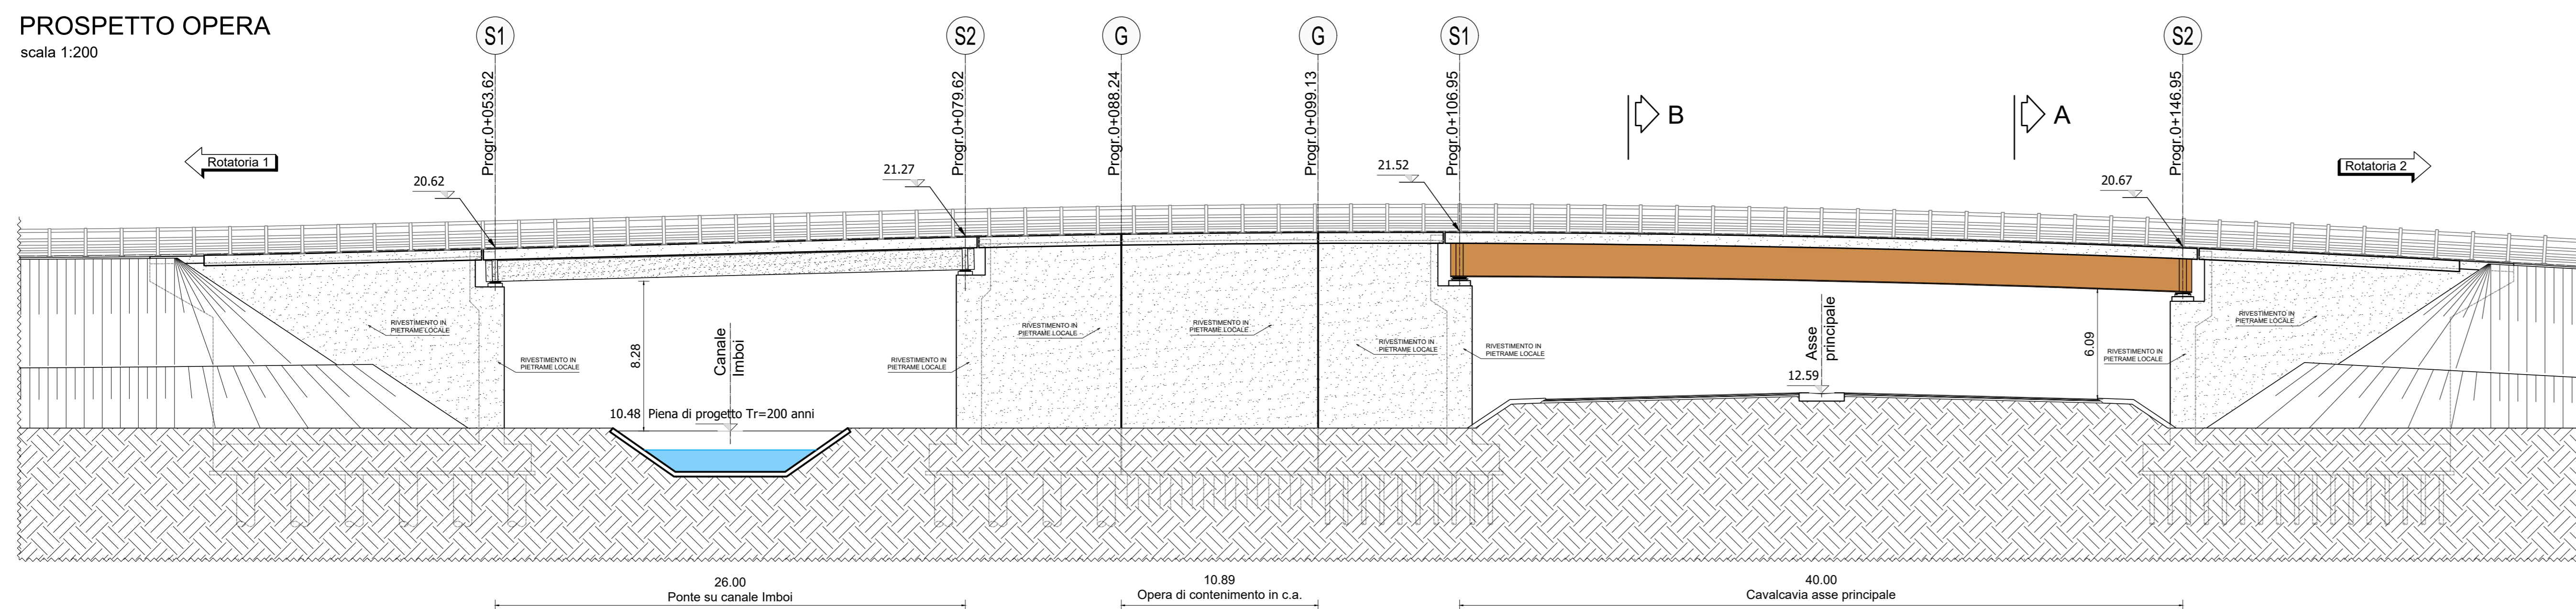 PROSPETTO OPERA
scala 1:200
S1
S2
G
G
S1
S2
Progr.0+053.62
Progr.0+079.62
Progr.0+088.24
Progr.0+099.13
Progr.0+106.95
Progr.0+146.95
B
A
Rotatoria 1
Rotatoria 2
20.62
21.27
21.52
20.67
RIVESTIMENTO IN
PIETRAME LOCALE
RIVESTIMENTO IN
PIETRAME LOCALE
8.28
Canale
Imboi
10.48 Piena di progetto Tr=200 anni
RIVESTIMENTO IN
PIETRAME LOCALE
RIVESTIMENTO IN
PIETRAME LOCALE
RIVESTIMENTO IN
PIETRAME LOCALE
RIVESTIMENTO IN
PIETRAME LOCALE
RIVESTIMENTO IN
PIETRAME LOCALE
Asse
principale
12.59
6.09
RIVESTIMENTO IN
PIETRAME LOCALE
RIVESTIMENTO IN
PIETRAME LOCALE
26.00
Ponte su canale Imboi
10.89
Opera di contenimento in c.a.
40.00
Cavalcavia asse principale